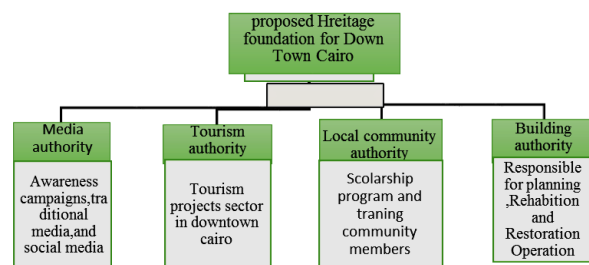 proposed Hreitage
foundation for Down
Town Cairo
Media
authority
Tourism
authority
Local community
authority
Building
authority
Awareness
campaigns,tra
ditional
media,and
social media
Tourism
projects sector
in downtown
cairo
Scolarship
program and
traning
community
members
Responsible
for planning
,Rehabition
and
Restoration
Operation